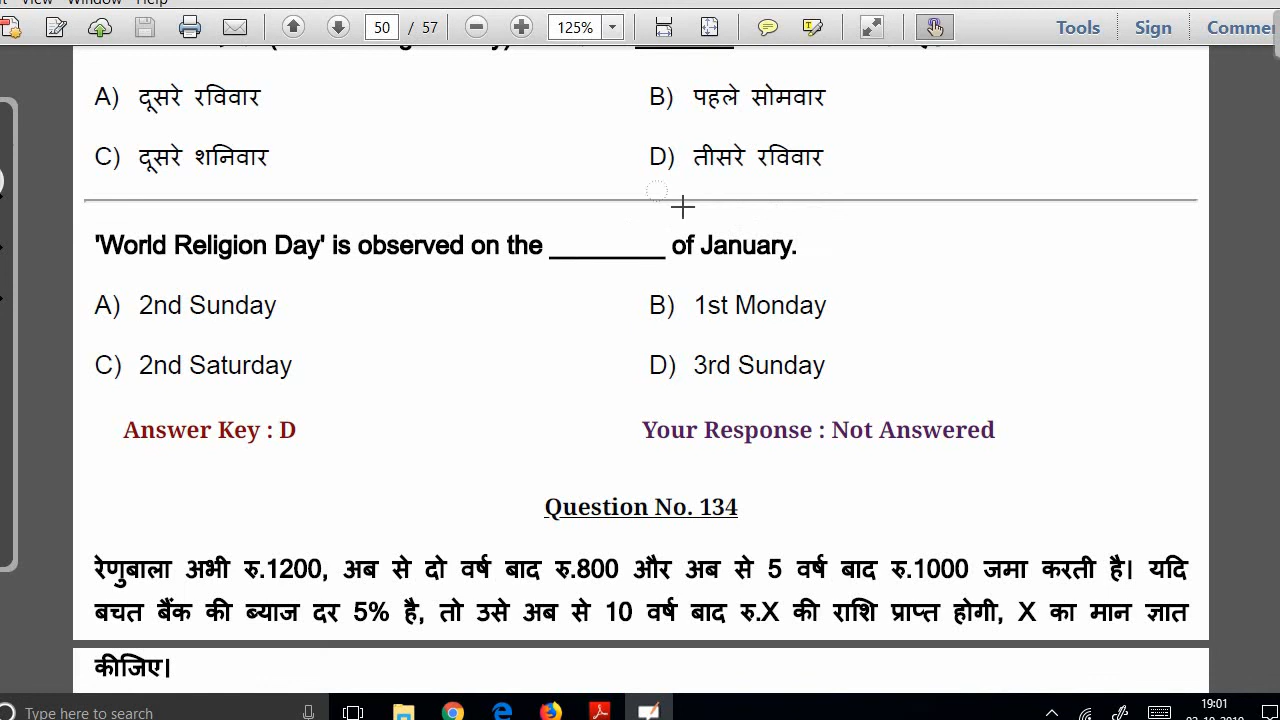 View Window Help
50 / 57 125% Tools Sign
A) दूसरे रविवार B) पहले सोमवार
C) दूसरे शनिवार D) तीसरे रविवार
'World Religion Day' is observed on the ________ of January.
A) 2nd Sunday B) 1st Monday
C) 2nd Saturday D) 3rd Sunday
Answer Key : D Your Response : Not Answered
Question No. 134
रेणुबाला अभी रु.1200, अब से दो वर्ष बाद रु.800 और अब से 5 वर्ष बाद रु.1000 जमा करती है। यदि
बचत बैंक की ब्याज दर 5% है, तो उसे अब से 10 वर्ष बाद रु.X की राशि प्राप्त होगी, X का मान ज्ञात
कीजिए।
Type here to search 19:01